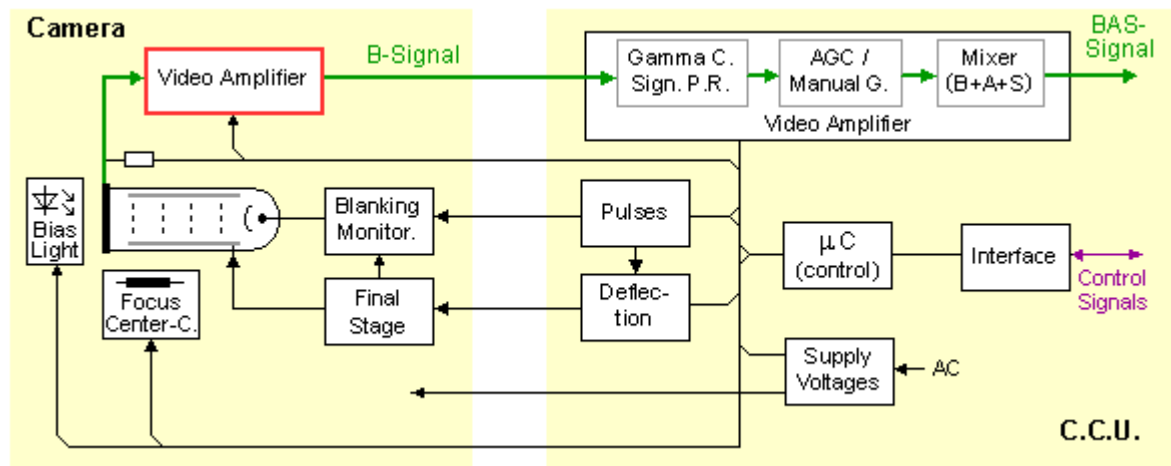 Camera
Video Amplifier
B-Signal
Gamma C.
Sign. P.R.
AGC /
Manual G.
Mixer
(B+A+S)
Video Amplifier
BAS-
Signal
Bias
Light
Blanking
Monitor.
Pulses
μC
(control)
Interface
Control
Signals
Focus
Center-C.
Final
Stage
Deflec-
tion
Supply
Voltages
AC
C.C.U.